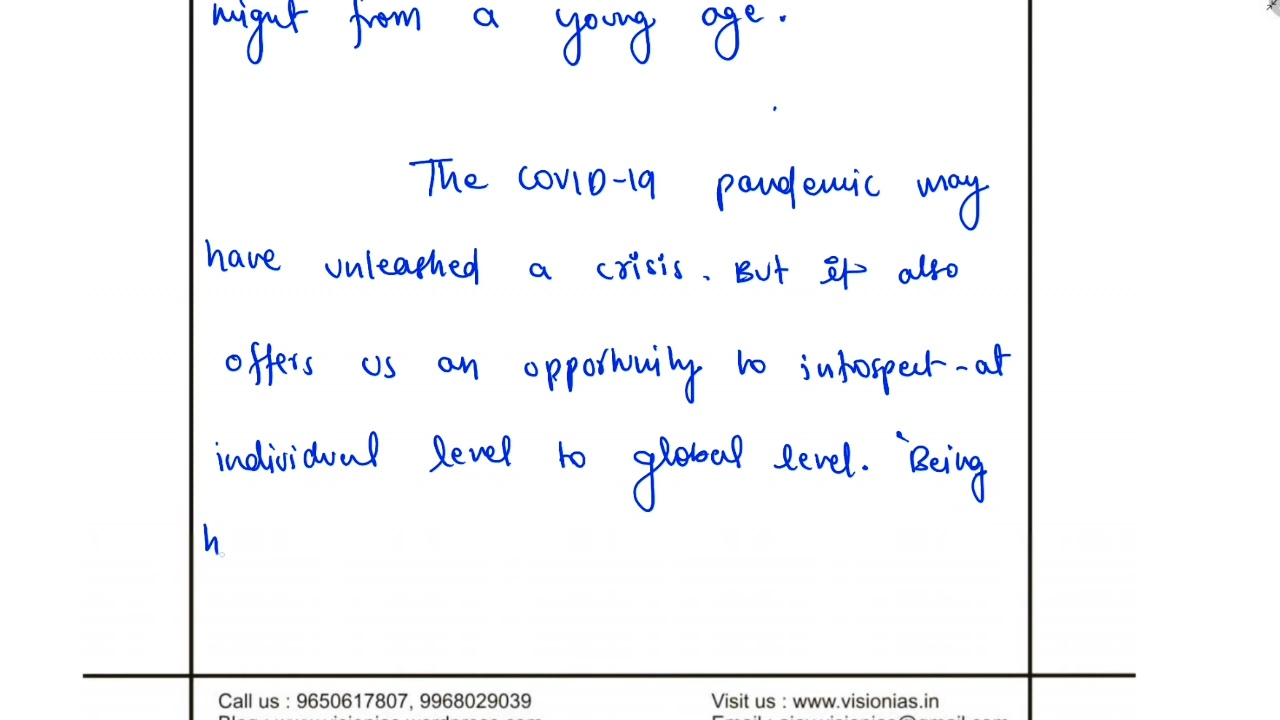 might from a young age.
The COVID-19 pandemic may
have unleashed a crisis. But it also
offers us an opportunity to introspect - at
individual level to global level. 'Being
h
Call us : 9650617807, 9968029039 Visit us : www.visionias.in